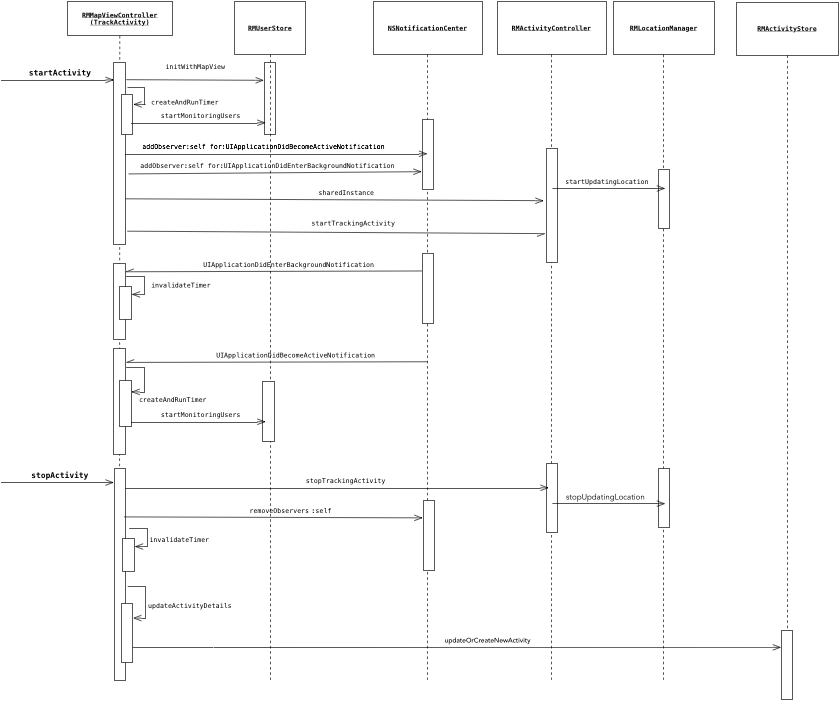 RMMapViewController
(TrackActivity)
RMUserStore
NSNotificationCenter
RMActivityController
RMLocationManager
RMActivityStore
initWithMapView
startActivity
createAndRunTimer
startMonitoringUsers
addObserver:self for:UIApplicationDidBecomeActiveNotification
addObserver:self for:UIApplicationDidEnterBackgroundNotification
startUpdatingLocation
sharedInstance
startTrackingActivity
UIApplicationDidEnterBackgroundNotification
invalidateTimer
UIApplicationDidBecomeActiveNotification
createAndRunTimer
startMonitoringUsers
stopActivity
stopTrackingActivity
stopUpdatingLocation
removeObservers :self
invalidateTimer
updateActivityDetails
updateOrCreateNewActivity